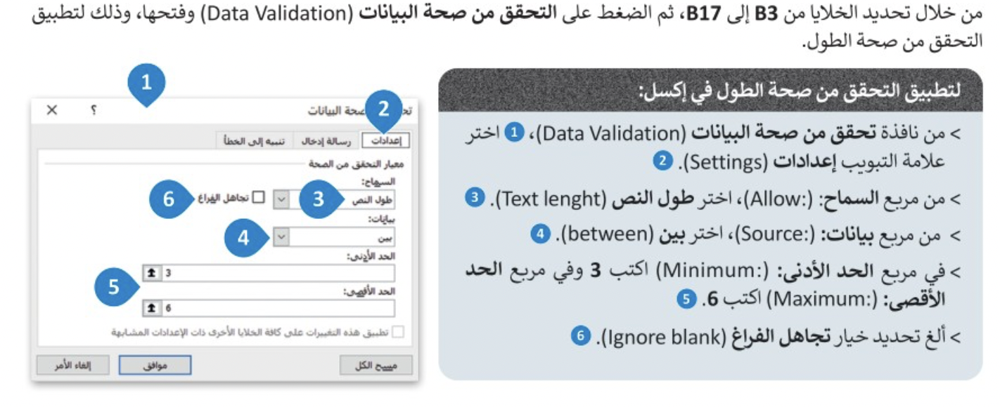 من خلال تحديد الخلايا من B3 إلى B17، ثم الضغط على التحقق من صحة البيانات (Data Validation) وفتحها، وذلك لتطبيق
التحقق من صحة الطول.
لتطبيق التحقق من صحة الطول في إكسل:
> من نافذة تحقق من صحة البيانات (Data Validation)، 1 اختر
علامة التبويب إعدادات (Settings). 2
> من مربع السماح: (Allow:)، اختر طول النص (Text lenght). 3
> من مربع بيانات: (Source:)، اختر بين (between). 4
> في مربع الحد الأدنى: (Minimum:) اكتب 3 وفي مربع الحد
الأقصى: (Maximum:) اكتب 6. 5
> ألغ تحديد خيار تجاهل الفراغ (Ignore blank). 6
1
صحة البيانات ؟ ×
2
إعدادات رسالة إدخال تنبيه إلى الخطأ
معيار التحقق من الصحة
السماح:
طول النص 3 تجاهل الفراغ 6
بيانات:
بين 4
الحد الأدنى:
3
5
الحد الأقصى:
6
تطبيق هذه التغييرات على كافة الخلايا الأخرى ذات الإعدادات المشابهة
مسح الكل موافق إلغاء الأمر